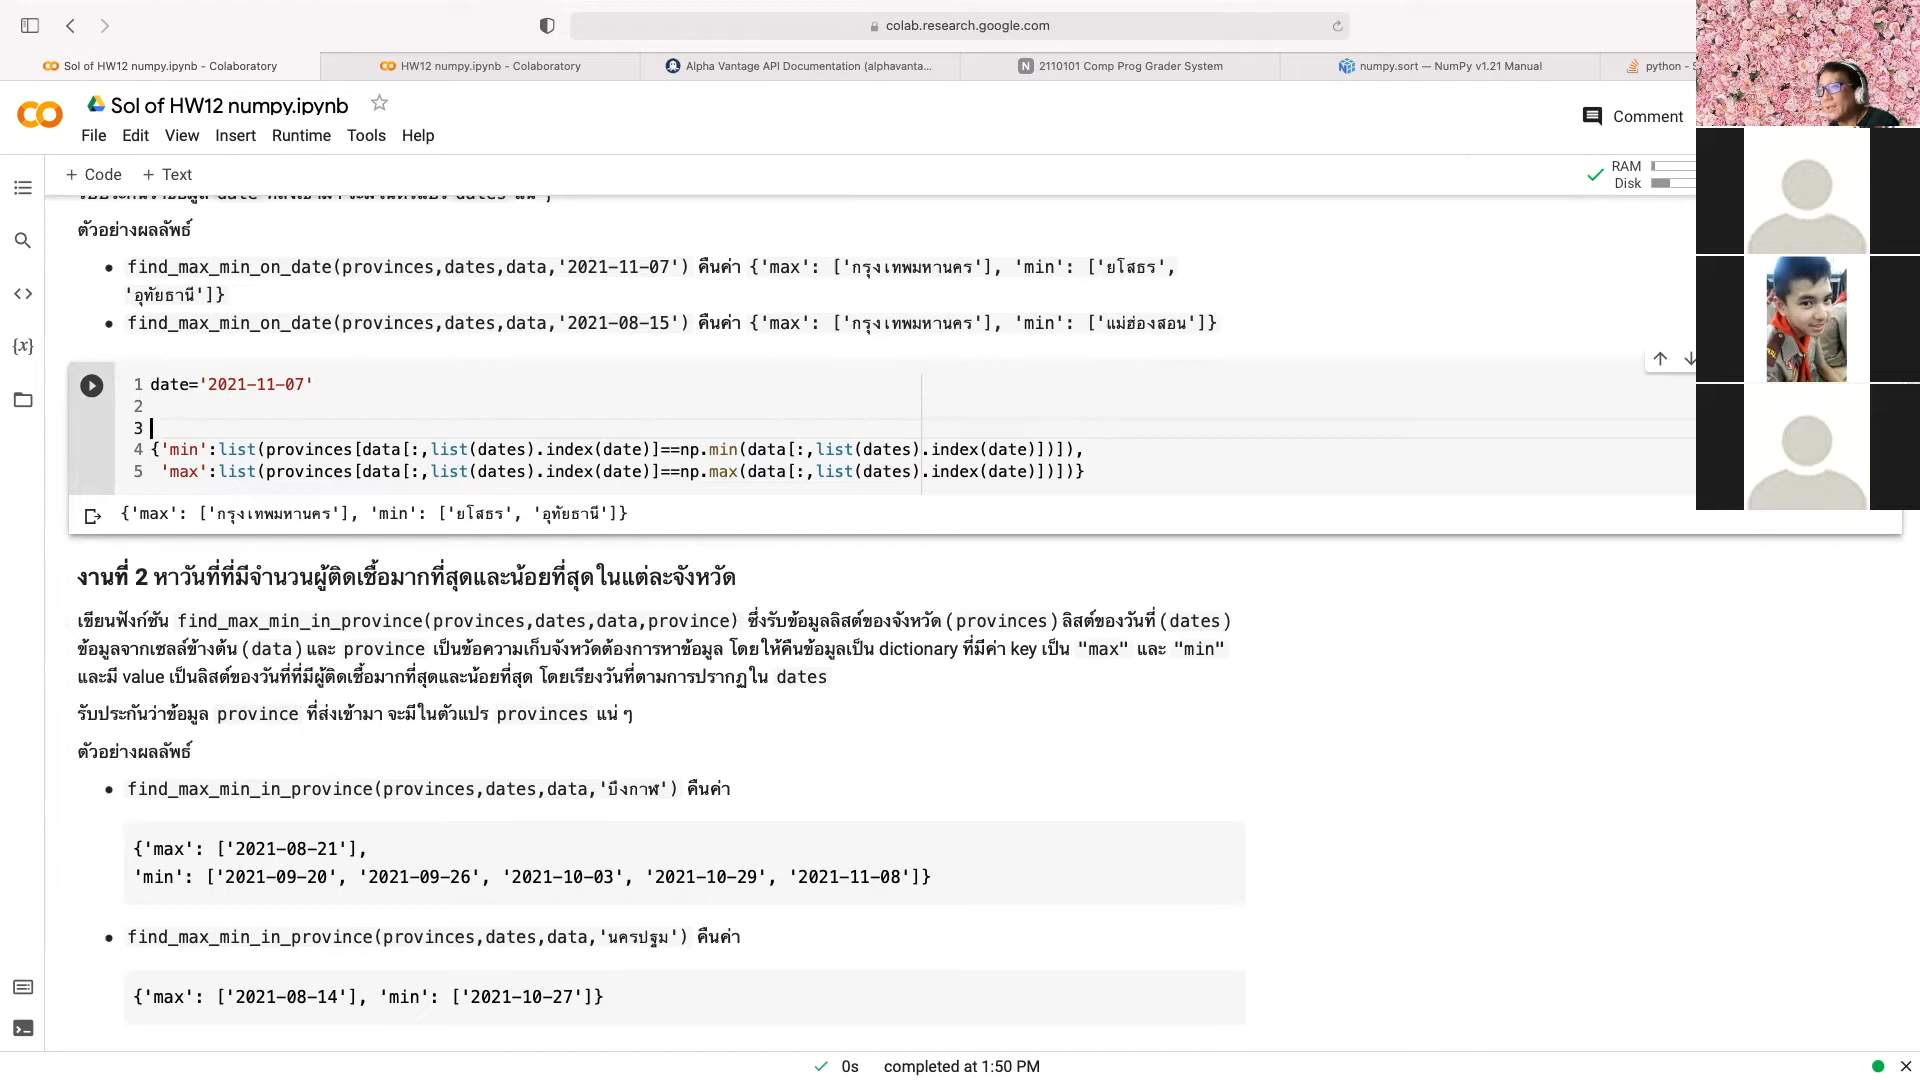 colab.research.google.com
Sol of HW12 numpy.ipynb - Colaboratory
HW12 numpy.ipynb - Colaboratory
Alpha Vantage API Documentation (alphavanta...
2110101 Comp Prog Grader System
numpy.sort — NumPy v1.21 Manual
python - S
Sol of HW12 numpy.ipynb
Comment
File Edit View Insert Runtime Tools Help
+ Code + Text
RAM
Disk
ตัวอย่างผลลัพธ์
• find_max_min_on_date(provinces,dates,data,'2021-11-07') คืนค่า {'max': ['กรุงเทพมหานคร'], 'min': ['ยโสธร',
'อุทัยธานี']}
• find_max_min_on_date(provinces,dates,data,'2021-08-15') คืนค่า {'max': ['กรุงเทพมหานคร'], 'min': ['แม่ฮ่องสอน']}
1 date='2021-11-07'
2
3
4 {'min':list(provinces[data[:,list(dates).index(date)]==np.min(data[:,list(dates).index(date)])]),
5 'max':list(provinces[data[:,list(dates).index(date)]==np.max(data[:,list(dates).index(date)])])}
{'max': ['กรุงเทพมหานคร'], 'min': ['ยโสธร', 'อุทัยธานี']}
งานที่ 2 หาวันที่ที่มีจำนวนผู้ติดเชื้อมากที่สุดและน้อยที่สุดในแต่ละจังหวัด
เขียนฟังก์ชัน find_max_min_in_province(provinces,dates,data,province) ซึ่งรับข้อมูลลิสต์ของจังหวัด (provinces) ลิสต์ของวันที่ (dates)
ข้อมูลจากเซลล์ข้างต้น (data) และ province เป็นข้อความเก็บจังหวัดต้องการหาข้อมูล โดยให้คืนข้อมูลเป็น dictionary ที่มีค่า key เป็น "max" และ "min"
และมี value เป็นลิสต์ของวันที่ที่มีผู้ติดเชื้อมากที่สุดและน้อยที่สุด โดยเรียงวันที่ตามการปรากฏใน dates
รับประกันว่าข้อมูล province ที่ส่งเข้ามา จะมีในตัวแปร provinces แน่ ๆ
ตัวอย่างผลลัพธ์
• find_max_min_in_province(provinces,dates,data,'บึงกาฬ') คืนค่า
{'max': ['2021-08-21'],
'min': ['2021-09-20', '2021-09-26', '2021-10-03', '2021-10-29', '2021-11-08']}
• find_max_min_in_province(provinces,dates,data,'นครปฐม') คืนค่า
{'max': ['2021-08-14'], 'min': ['2021-10-27']}
0s completed at 1:50 PM